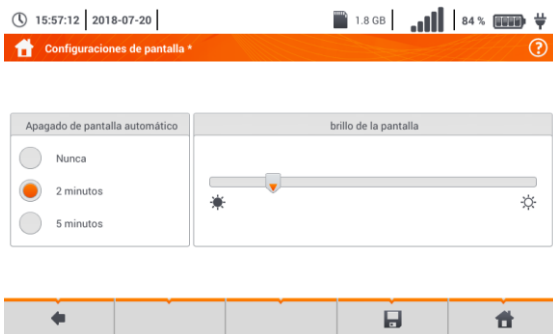 15:57:12 2018-07-20 1.8 GB 84 %
Configuraciones de pantalla * ?
Apagado de pantalla automático
Nunca
2 minutos
5 minutos
brillo de la pantalla